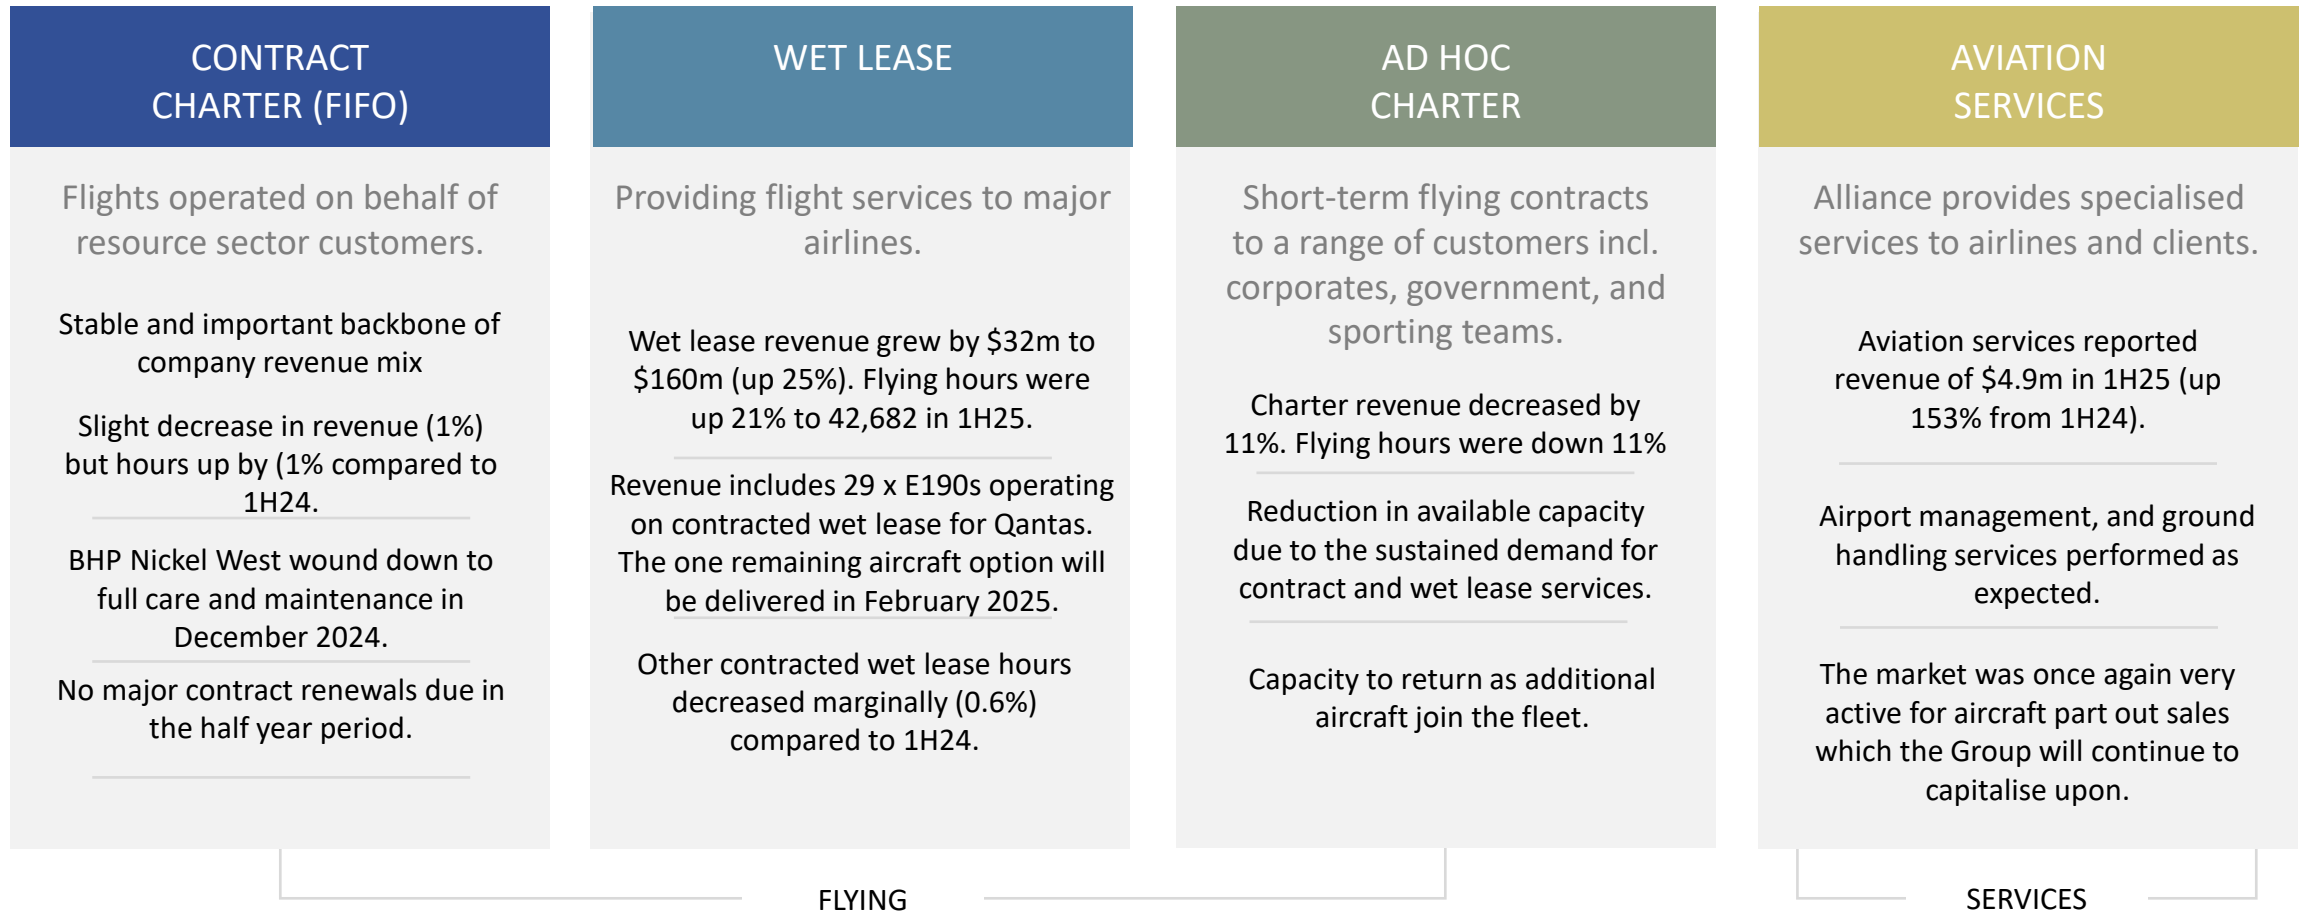 CONTRACT
CHARTER (FIFO)
Flights operated on behalf of
resource sector customers.
Stable and important backbone of
company revenue mix
Slight decrease in revenue (1%)
but hours up by (1% compared to
1H24.
BHP Nickel West wound down to
full care and maintenance in
December 2024.
No major contract renewals due in
the half year period.
WET LEASE
Providing flight services to major
airlines.
Wet lease revenue grew by $32m to
$160m (up 25%). Flying hours were
up 21% to 42,682 in 1H25.
Revenue includes 29 x E190s operating
on contracted wet lease for Qantas.
The one remaining aircraft option will
be delivered in February 2025.
Other contracted wet lease hours
decreased marginally (0.6%)
compared to 1H24.
AD HOC
CHARTER
Short-term flying contracts
to a range of customers incl.
corporates, government, and
sporting teams.
Charter revenue decreased by
11%. Flying hours were down 11%
Reduction in available capacity
due to the sustained demand for
contract and wet lease services.
Capacity to return as additional
aircraft join the fleet.
AVIATION
SERVICES
Alliance provides specialised
services to airlines and clients.
Aviation services reported
revenue of $4.9m in 1H25 (up
153% from 1H24).
Airport management, and ground
handling services performed as
expected.
The market was once again very
active for aircraft part out sales
which the Group will continue to
capitalise upon.
FLYING
SERVICES